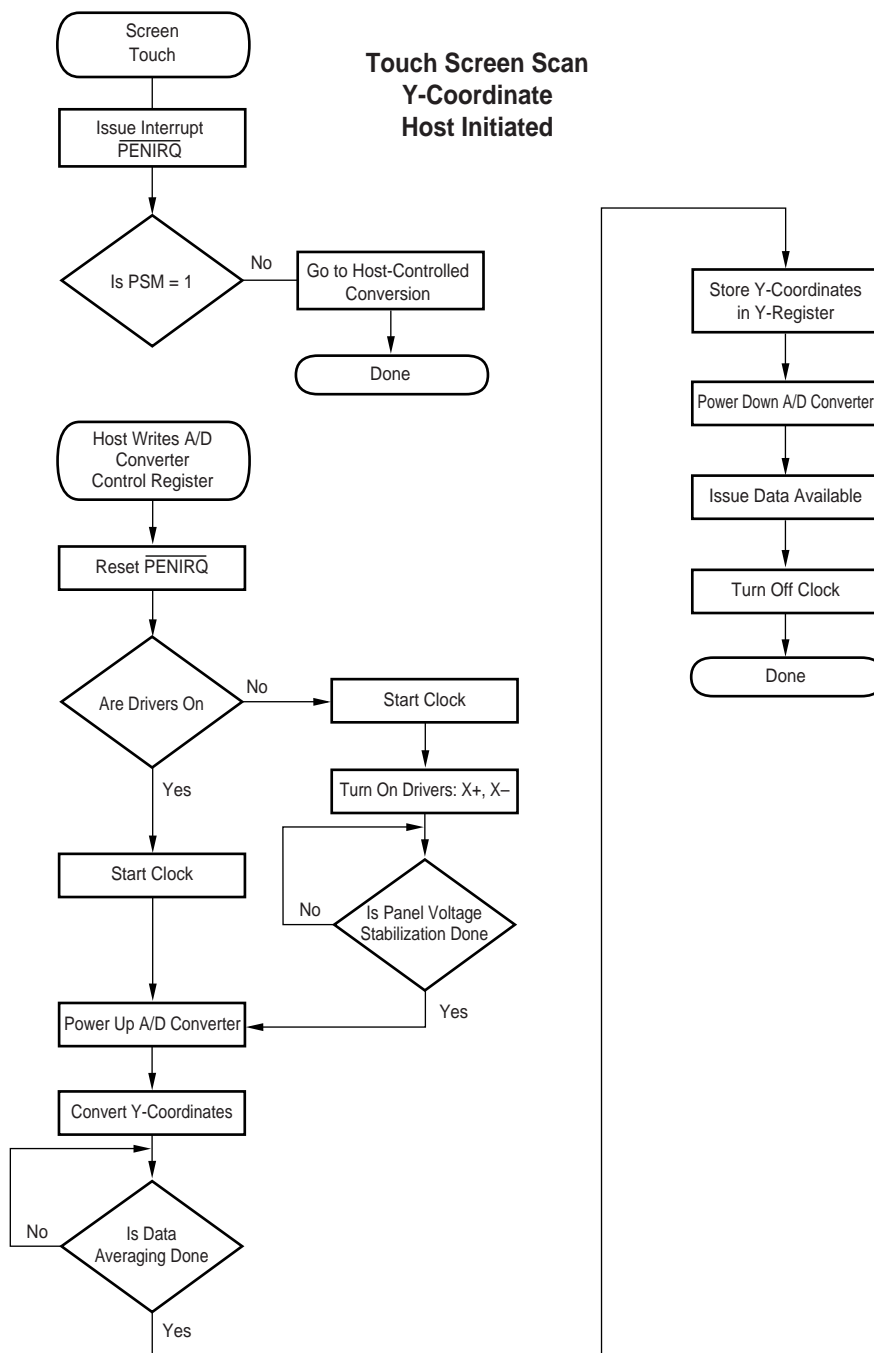 Screen
Touch
Touch Screen Scan
Y-Coordinate
Host Initiated
Issue Interrupt
PENIRQ
Is PSM = 1
No
Go to Host-Controlled
Conversion
Done
Host Writes A/D
Converter
Control Register
Reset PENIRQ
Are Drivers On
No
Start Clock
Turn On Drivers: X+, X–
Yes
Start Clock
No
Is Panel Voltage
Stabilization Done
Yes
Power Up A/D Converter
Convert Y-Coordinates
No
Is Data
Averaging Done
Yes
Store Y-Coordinates
in Y-Register
Power Down A/D Converter
Issue Data Available
Turn Off Clock
Done